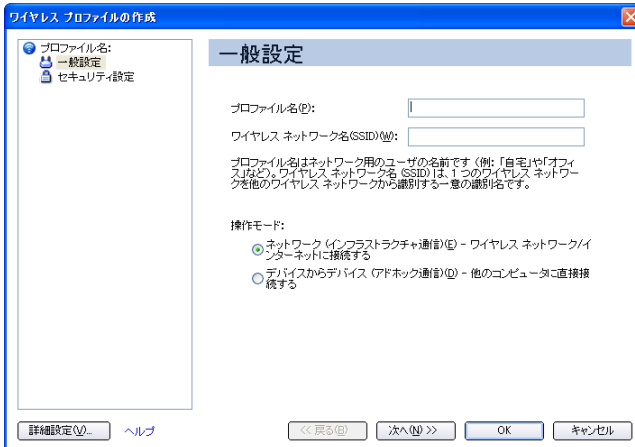 ワイヤレス プロファイルの作成
プロファイル名:
一般設定
セキュリティ設定
一般設定
プロファイル名(P):
ワイヤレス ネットワーク名(SSID)(W):
プロファイル名はネットワーク用のユーザの名前です (例: 「自宅」や「オフィ
ス」など)。ワイヤレス ネットワーク名 (SSID) は、1 つのワイヤレス ネットワー
クを他のワイヤレス ネットワークから識別する一意の識別名です。
操作モード:
ネットワーク (インフラストラクチャ通信)(E) - ワイヤレス ネットワーク/イ
ンターネットに接続する
デバイスからデバイス (アドホック通信)(D) - 他のコンピュータに直接接
続する
詳細設定(V)...
ヘルプ
<< 戻る(B)
次へ(N) >>
OK
キャンセル